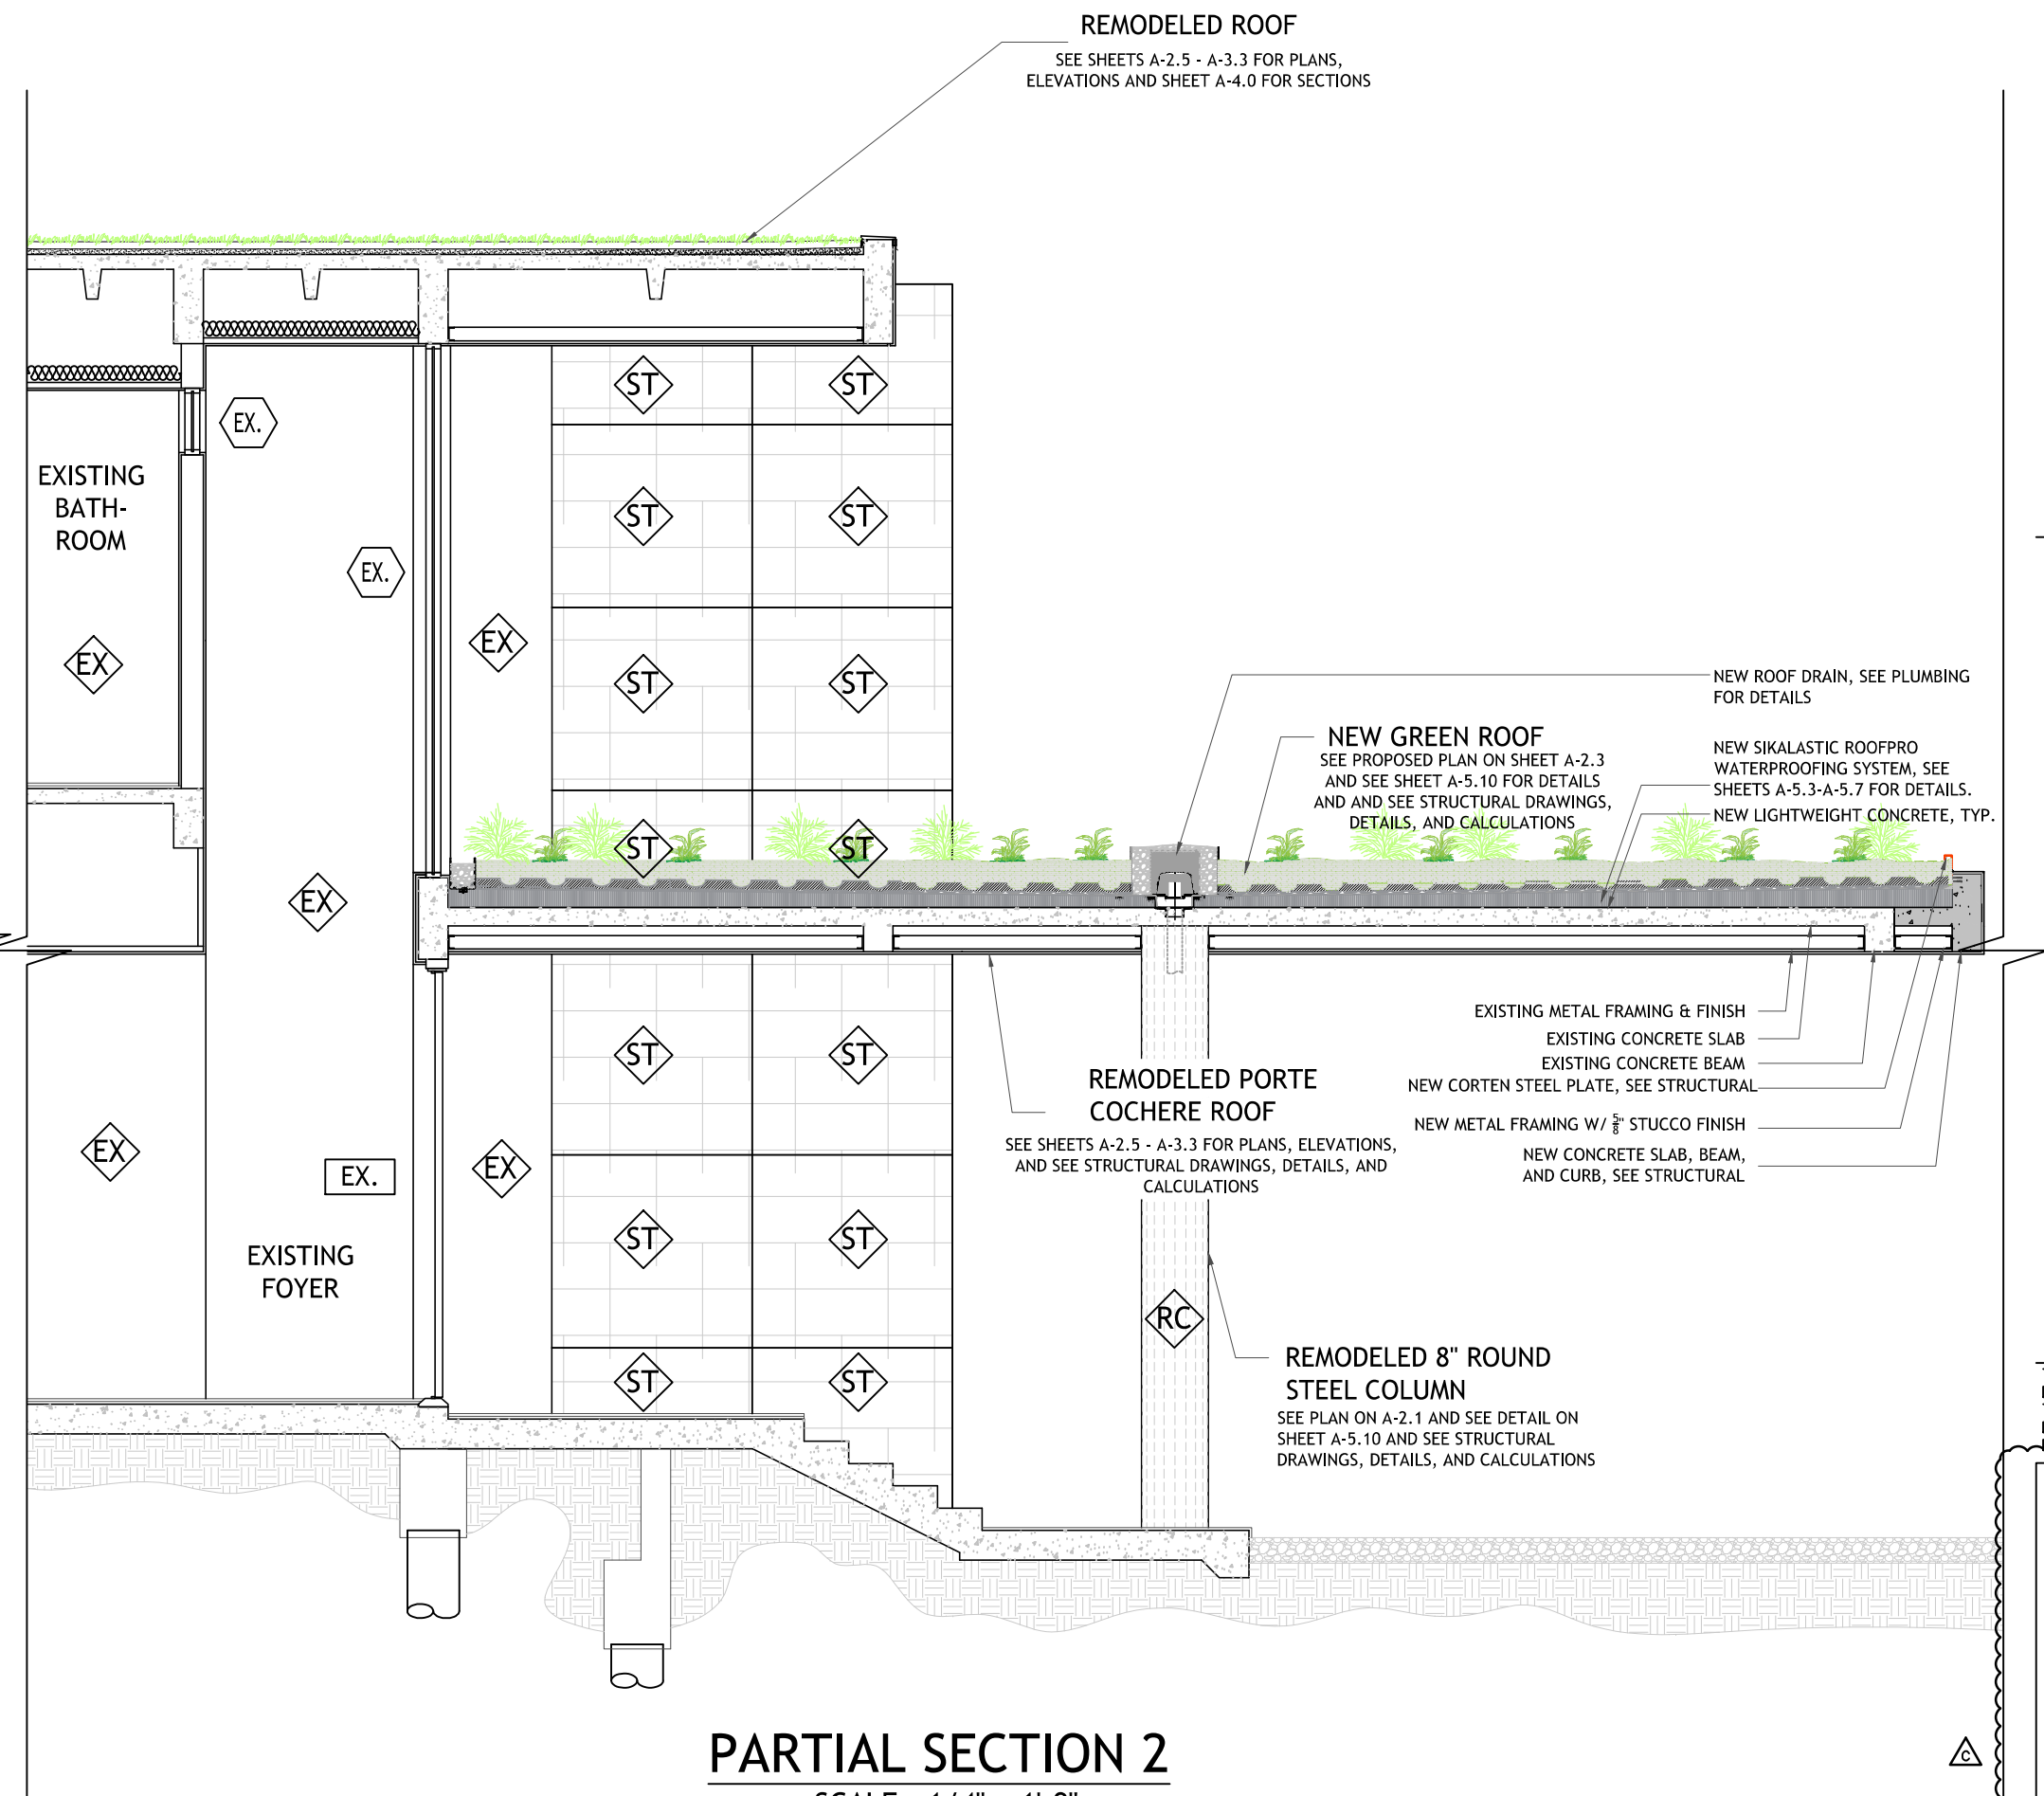 REMODELED ROOF
SEE SHEETS A-2.5 - A-3.3 FOR PLANS,
ELEVATIONS AND SHEET A-4.0 FOR SECTIONS
ST
ST
EX.
EXISTING
BATH-
ROOM
ST
ST
EX.
EX
EX
ST
ST
NEW ROOF DRAIN, SEE PLUMBING
FOR DETAILS
NEW GREEN ROOF
SEE PROPOSED PLAN ON SHEET A-2.3
AND SEE SHEET A-5.10 FOR DETAILS
AND AND SEE STRUCTURAL DRAWINGS,
DETAILS, AND CALCULATIONS
NEW SIKALASTIC ROOFPRO
WATERPROOFING SYSTEM, SEE
SHEETS A-5.3-A-5.7 FOR DETAILS.
NEW LIGHTWEIGHT CONCRETE, TYP.
ST
ST
EX
EXISTING METAL FRAMING & FINISH
EXISTING CONCRETE SLAB
EXISTING CONCRETE BEAM
NEW CORTEN STEEL PLATE, SEE STRUCTURAL
NEW METAL FRAMING W/ 5/8" STUCCO FINISH
NEW CONCRETE SLAB, BEAM,
AND CURB, SEE STRUCTURAL
ST
ST
REMODELED PORTE
COCHERE ROOF
SEE SHEETS A-2.5 - A-3.3 FOR PLANS, ELEVATIONS,
AND SEE STRUCTURAL DRAWINGS, DETAILS, AND
CALCULATIONS
EX
EX.
EX
ST
ST
EXISTING
FOYER
RC
ST
ST
REMODELED 8" ROUND
STEEL COLUMN
SEE PLAN ON A-2.1 AND SEE DETAIL ON
SHEET A-5.10 AND SEE STRUCTURAL
DRAWINGS, DETAILS, AND CALCULATIONS
PARTIAL SECTION 2
C